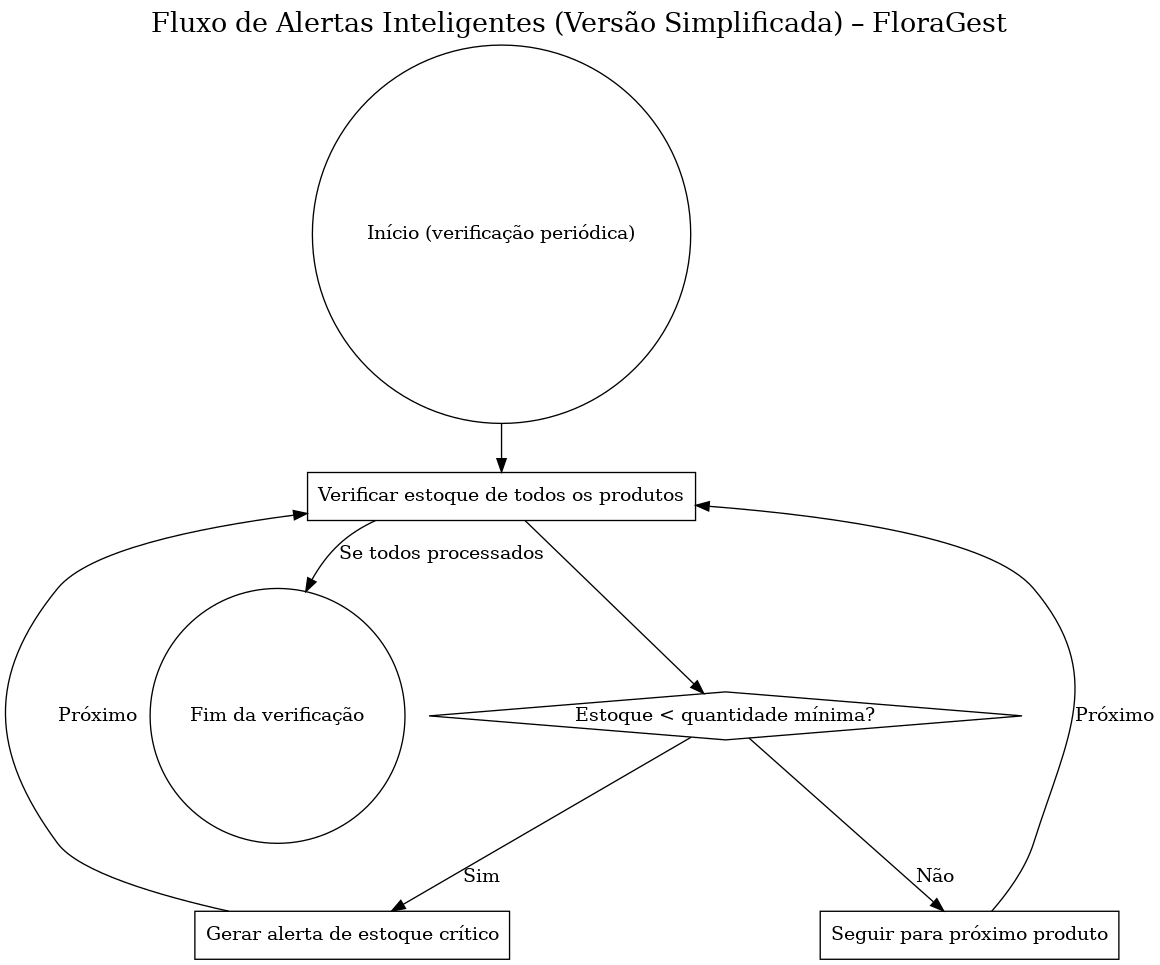 Fluxo de Alertas Inteligentes (Versão Simplificada) – FloraGest
Início (verificação periódica)
Verificar estoque de todos os produtos
Se todos processados
Próximo
Fim da verificação
Estoque < quantidade mínima?
Próximo
Sim
Não
Gerar alerta de estoque crítico
Seguir para próximo produto